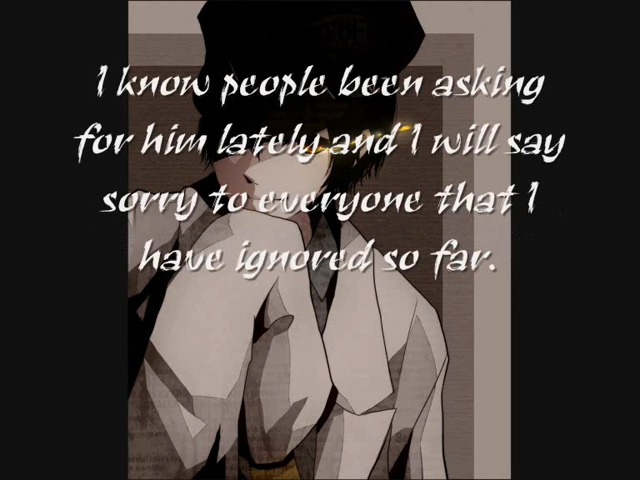 I know people been asking
for him lately and I will say
sorry to everyone that I
have ignored so far.